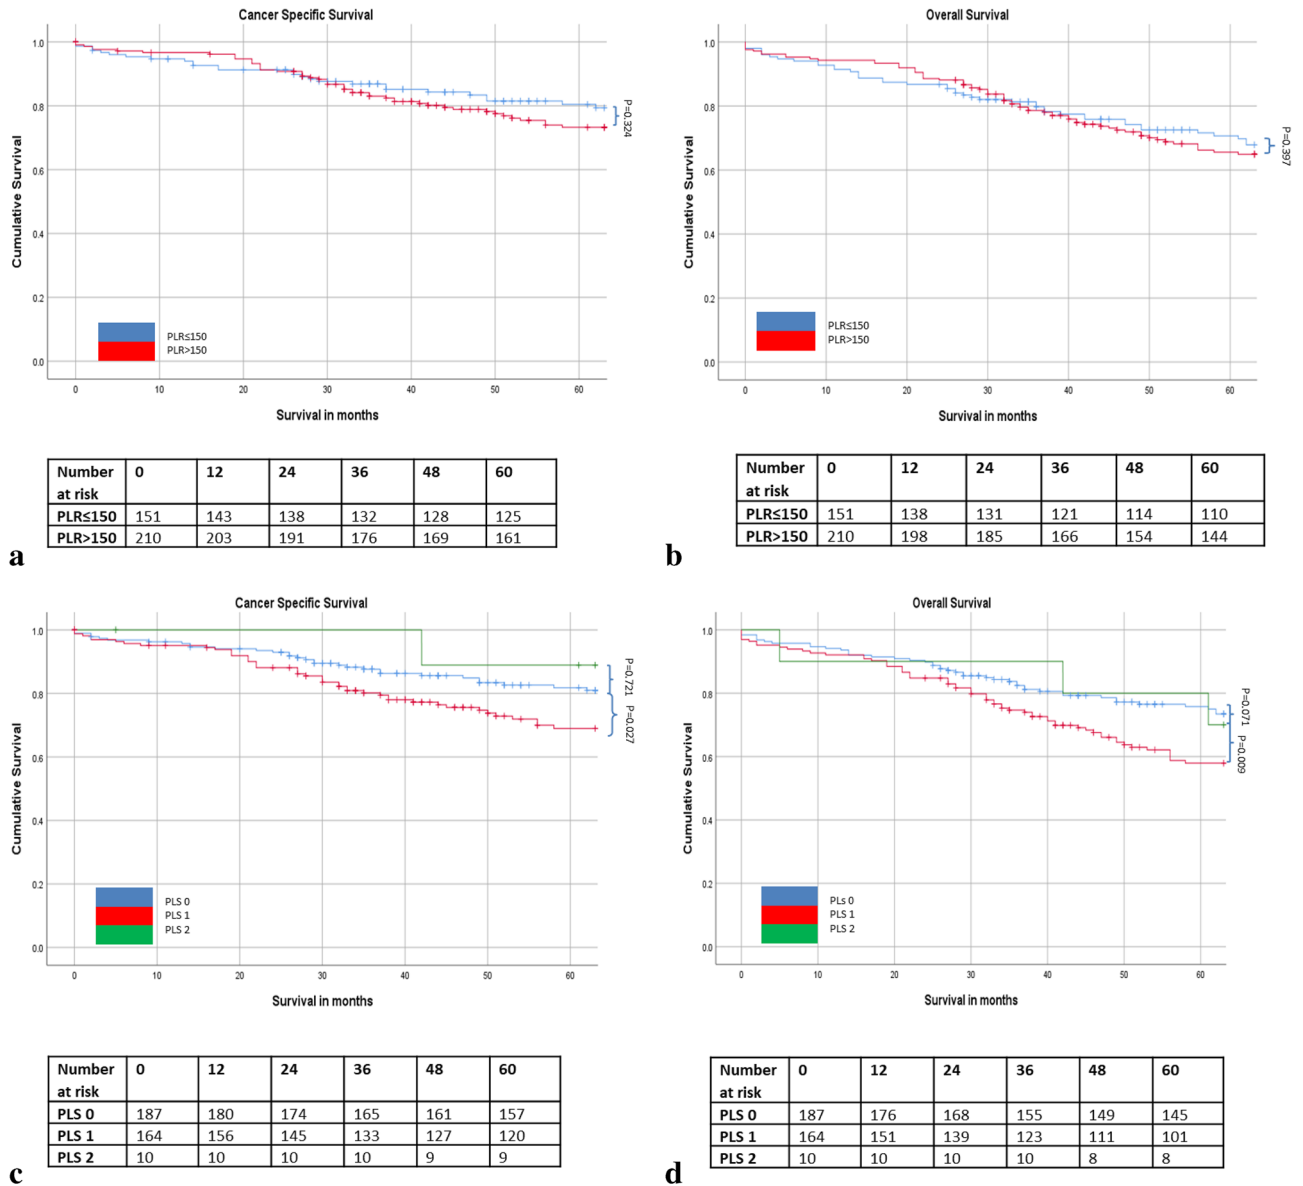 Cancer Specific Survival
1.0
0.8
0.6
0.4
0.2
0.0
Cumulative Survival
P=0.324
PLR≤150
PLR>150
0 10 20 30 40 50 60
Survival in months
Number at risk 0 12 24 36 48 60
PLR≤150 151 143 138 132 128 125
PLR>150 210 203 191 176 169 161
a
Overall Survival
1.0
0.8
0.6
0.4
0.2
0.0
Cumulative Survival
P=0.397
PLR≤150
PLR>150
0 10 20 30 40 50 60
Survival in months
Number at risk 0 12 24 36 48 60
PLR≤150 151 138 131 121 114 110
PLR>150 210 198 185 166 154 144
b
Cancer Specific Survival
1.0
0.8
0.6
0.4
0.2
0.0
Cumulative Survival
P=0.721
P=0.027
PLS 0
PLS 1
PLS 2
0 10 20 30 40 50 60
Survival in months
Number at risk 0 12 24 36 48 60
PLS 0 187 180 174 165 161 157
PLS 1 164 156 145 133 127 120
PLS 2 10 10 10 10 9 9
c
Overall Survival
1.0
0.8
0.6
0.4
0.2
0.0
Cumulative Survival
P=0.071
P=0.009
PLs 0
PLS 1
PLS 2
0 10 20 30 40 50 60
Survival in months
Number at risk 0 12 24 36 48 60
PLS 0 187 176 168 155 149 145
PLS 1 164 151 139 123 111 101
PLS 2 10 10 10 10 8 8
d